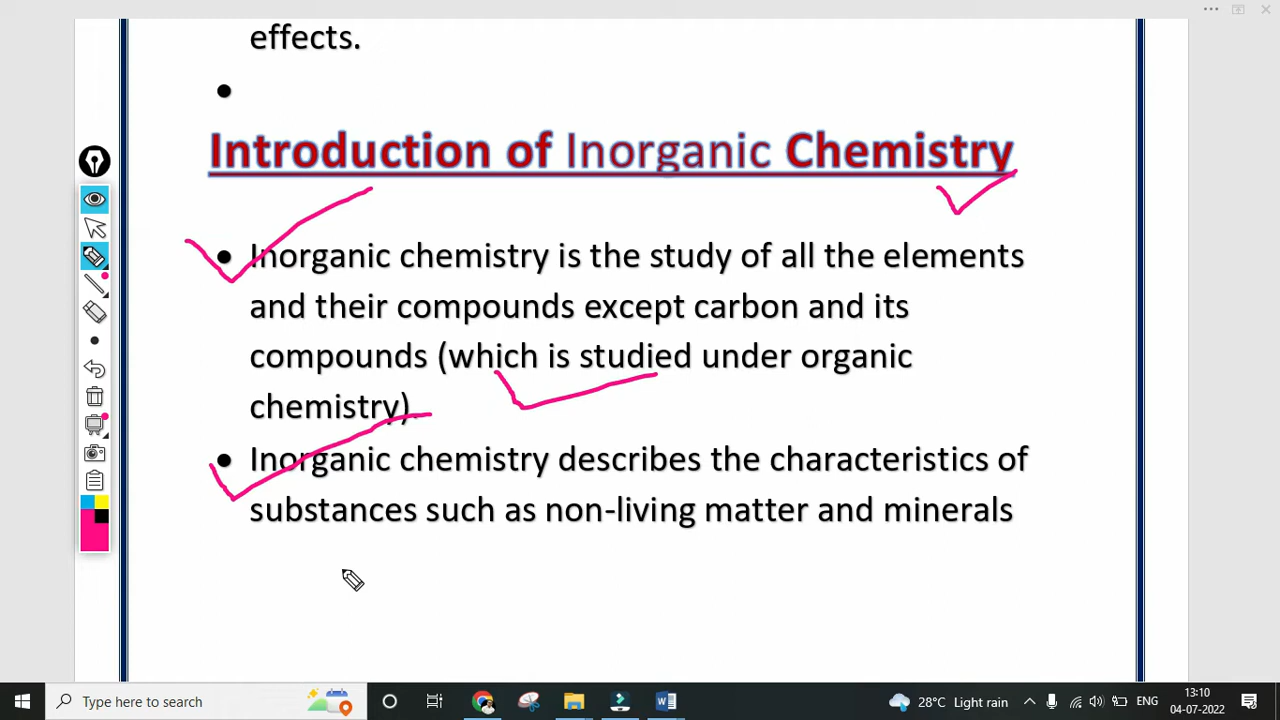 effects.
Introduction of Inorganic Chemistry
• Inorganic chemistry is the study of all the elements
and their compounds except carbon and its
compounds (which is studied under organic
chemistry).
• Inorganic chemistry describes the characteristics of
substances such as non-living matter and minerals
Type here to search
28°C Light rain
ENG
13:10
04-07-2022